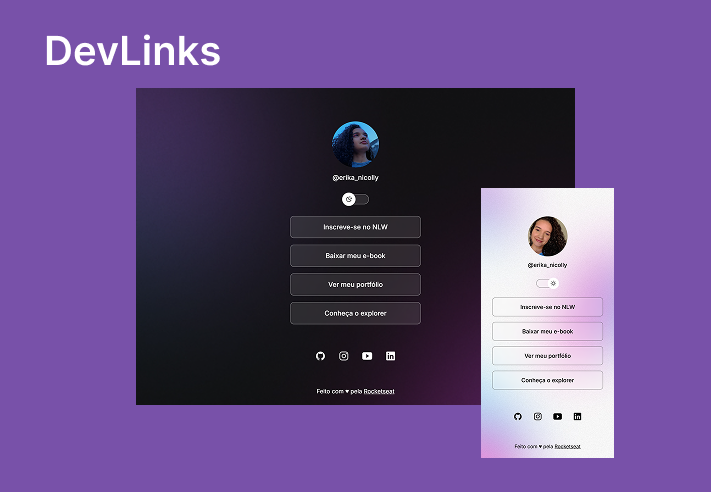 DevLinks
@erika_nicolly
Inscreve-se no NLW
Baixar meu e-book
Ver meu portfólio
Conheça o explorer
Feito com ♥ pela Rocketseat
@erika_nicolly
Inscreve-se no NLW
Baixar meu e-book
Ver meu portfólio
Conheça o explorer
Feito com ♥ pela Rocketseat